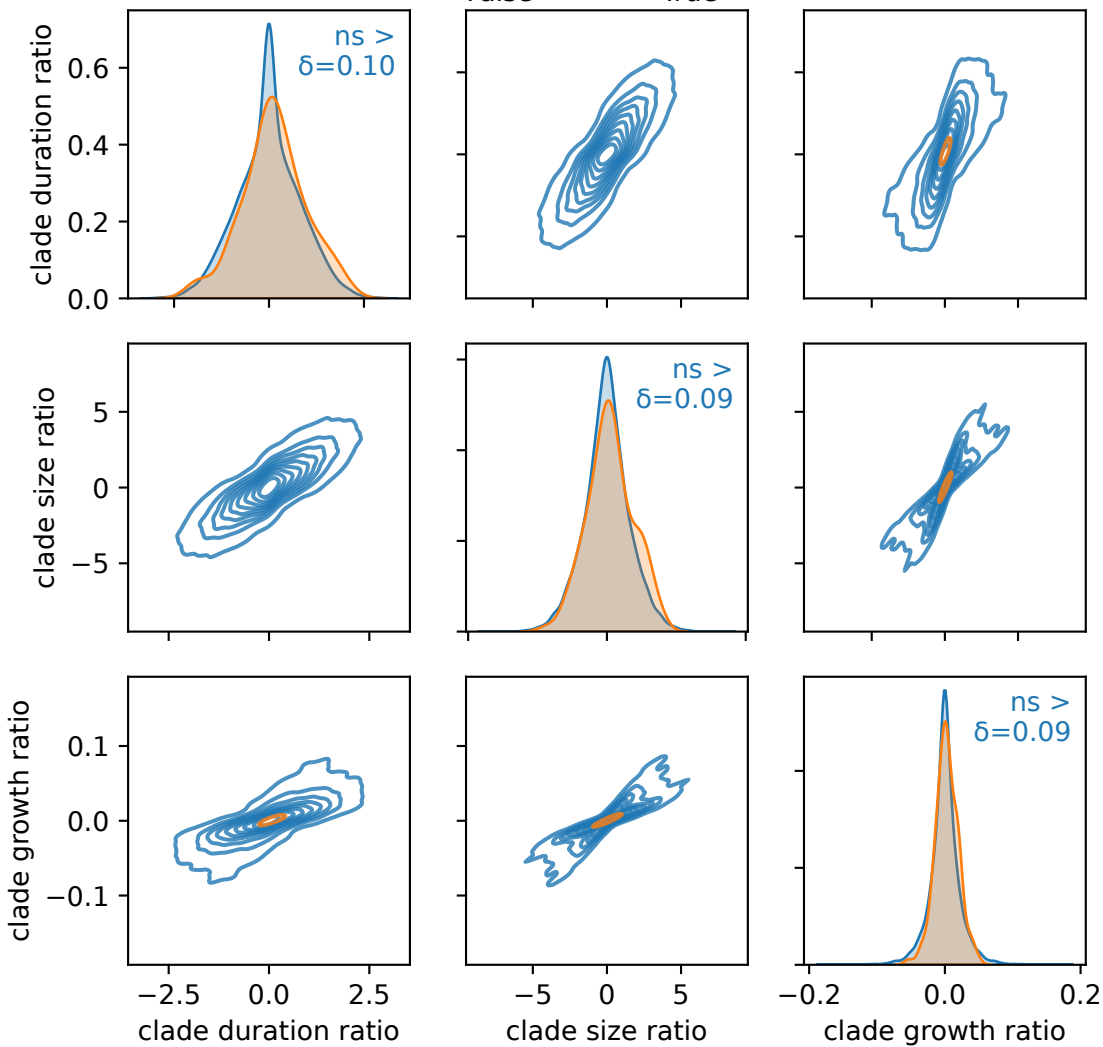 clade duration ratio
0.6
0.4
0.2
0.0
ns >
δ=0.10
clade size ratio
5
0
−5
ns >
δ=0.09
clade growth ratio
0.1
0.0
−0.1
ns >
δ=0.09
−2.5 0.0 2.5
−5 0 5
−0.2 0.0 0.2
clade duration ratio
clade size ratio
clade growth ratio